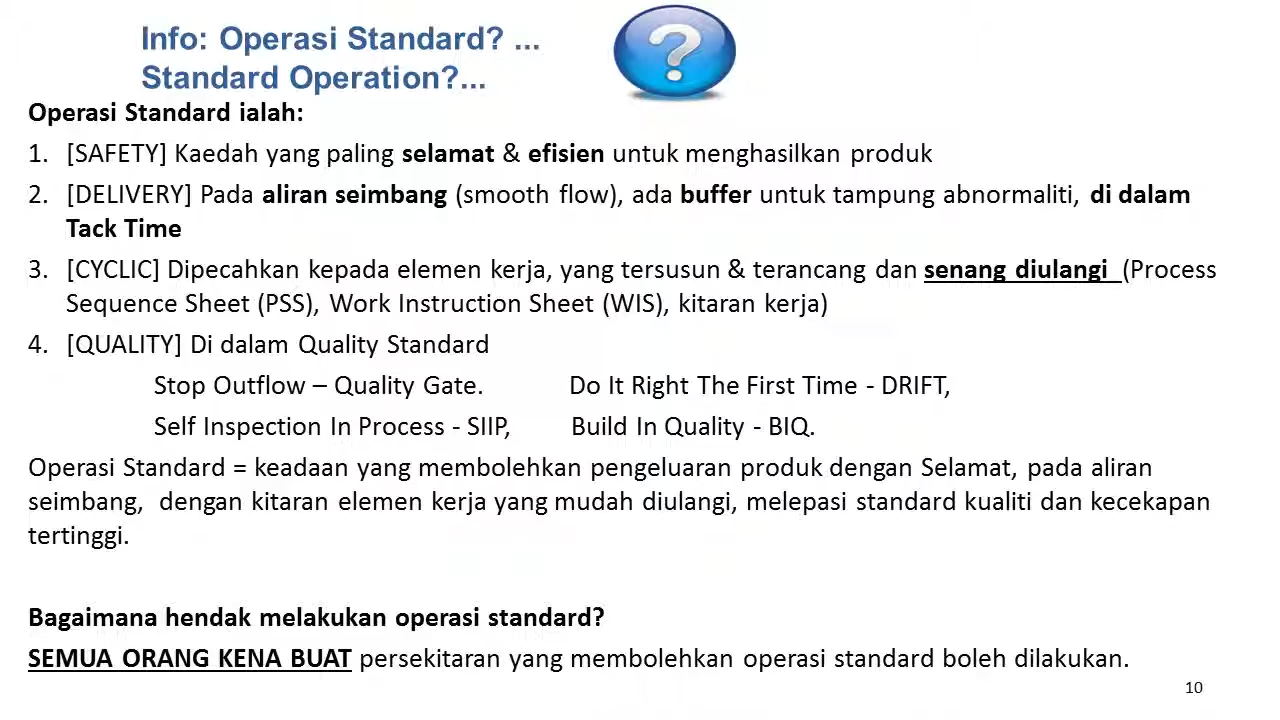 Info: Operasi Standard? ...
Standard Operation?...
?
Operasi Standard ialah:
1. [SAFETY] Kaedah yang paling selamat & efisien untuk menghasilkan produk
2. [DELIVERY] Pada aliran seimbang (smooth flow), ada buffer untuk tampung abnormaliti, di dalam
Tack Time
3. [CYCLIC] Dipecahkan kepada elemen kerja, yang tersusun & terancang dan senang diulangi (Process
Sequence Sheet (PSS), Work Instruction Sheet (WIS), kitaran kerja)
4. [QUALITY] Di dalam Quality Standard
Stop Outflow – Quality Gate. Do It Right The First Time - DRIFT,
Self Inspection In Process - SIIP, Build In Quality - BIQ.
Operasi Standard = keadaan yang membolehkan pengeluaran produk dengan Selamat, pada aliran
seimbang, dengan kitaran elemen kerja yang mudah diulangi, melepasi standard kualiti dan kecekapan
tertinggi.
Bagaimana hendak melakukan operasi standard?
SEMUA ORANG KENA BUAT persekitaran yang membolehkan operasi standard boleh dilakukan.
10